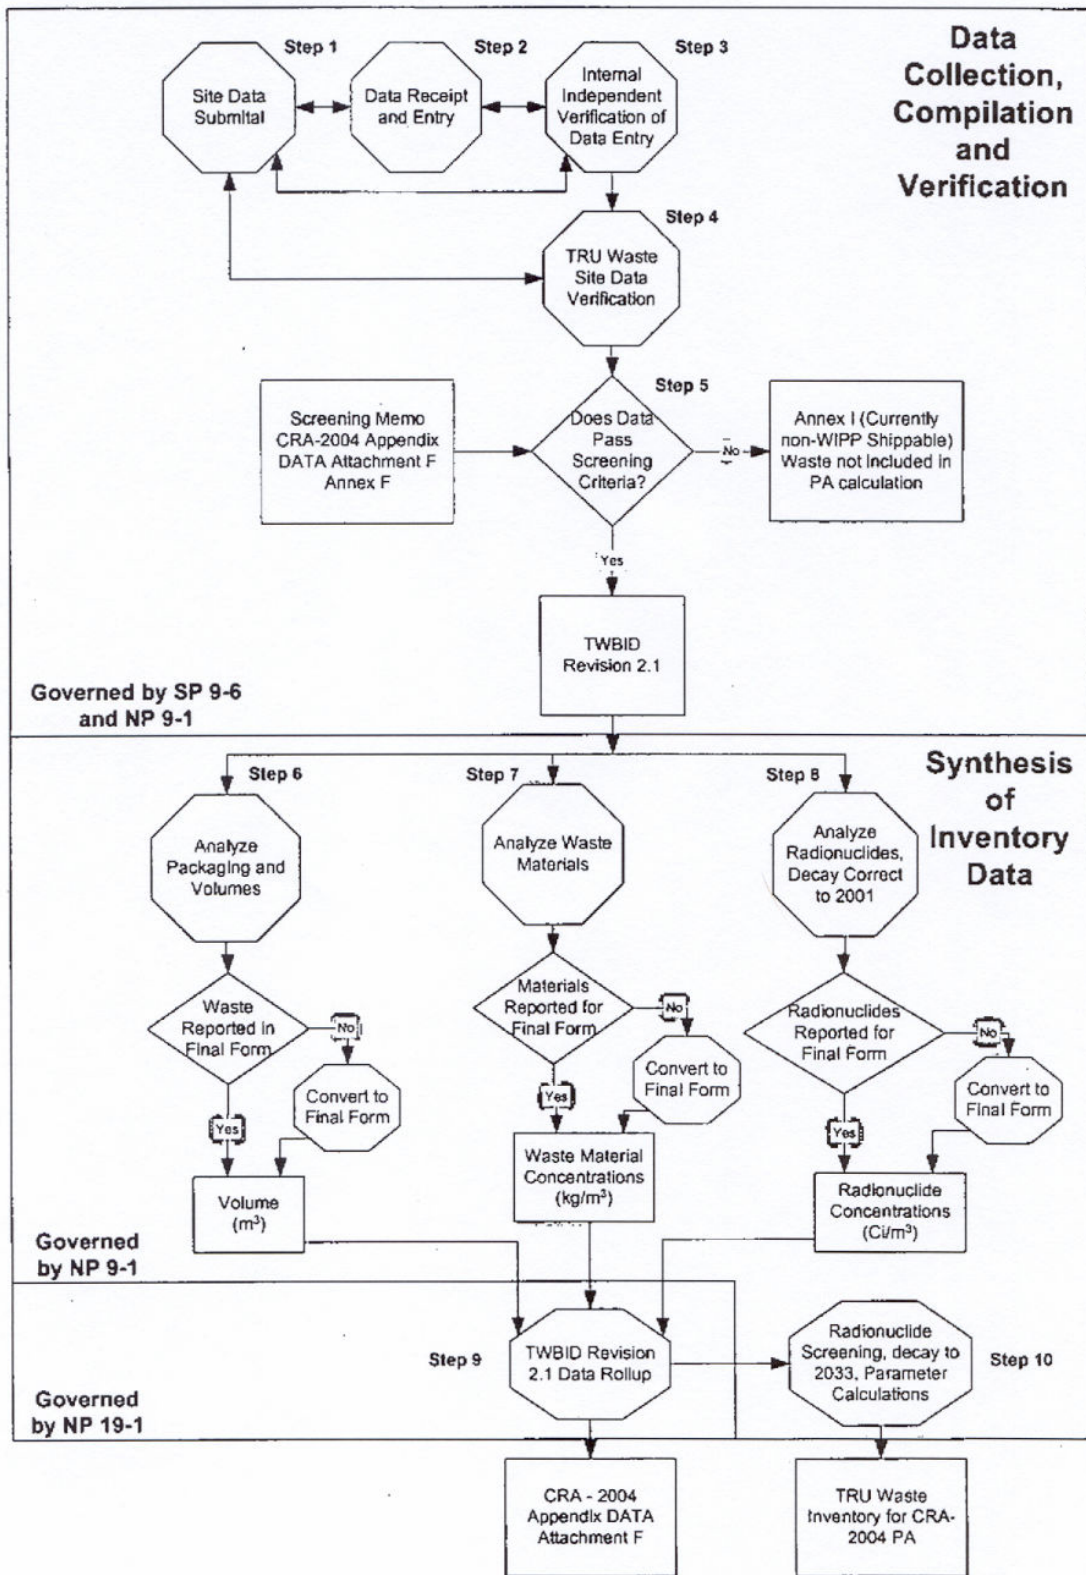 Step 1
Step 2
Step 3
Data
Collection,
Compilation
and
Verification
Site Data
Submital
Data Receipt
and Entry
Internal
Independent
Verification of
Data Entry
Step 4
TRU Waste
Site Data
Verification
Step 5
Screening Memo
CRA-2004 Appendix
DATA Attachment F
Annex F
Does Data
Pass
Screening
Criteria?
No
Annex I (Currently
non-WIPP Shippable)
Waste not included in
PA calculation
Yes
TWBID
Revision 2.1
Governed by SP 9-6
and NP 9-1
Synthesis
of
Inventory
Data
Step 6
Step 7
Step 8
Analyze
Packaging and
Volumes
Analyze Waste
Materials
Analyze
Radionuclides,
Decay Correct
to 2001
Waste
Reported in
Final Form
No
Convert to
Final Form
Yes
Volume
(m³)
Materials
Reported for
Final Form
No
Convert to
Final Form
Yes
Waste Material
Concentrations
(kg/m³)
Radionuclides
Reported for
Final Form
No
Convert to
Final Form
Yes
Radionuclide
Concentrations
(Ci/m³)
Governed
by NP 9-1
Step 9
TWBID Revision
2.1 Data Rollup
Radionuclide
Screening, decay to
2033, Parameter
Calculations
Step 10
Governed
by NP 19-1
CRA - 2004
Appendix DATA
Attachment F
TRU Waste
Inventory for CRA-
2004 PA